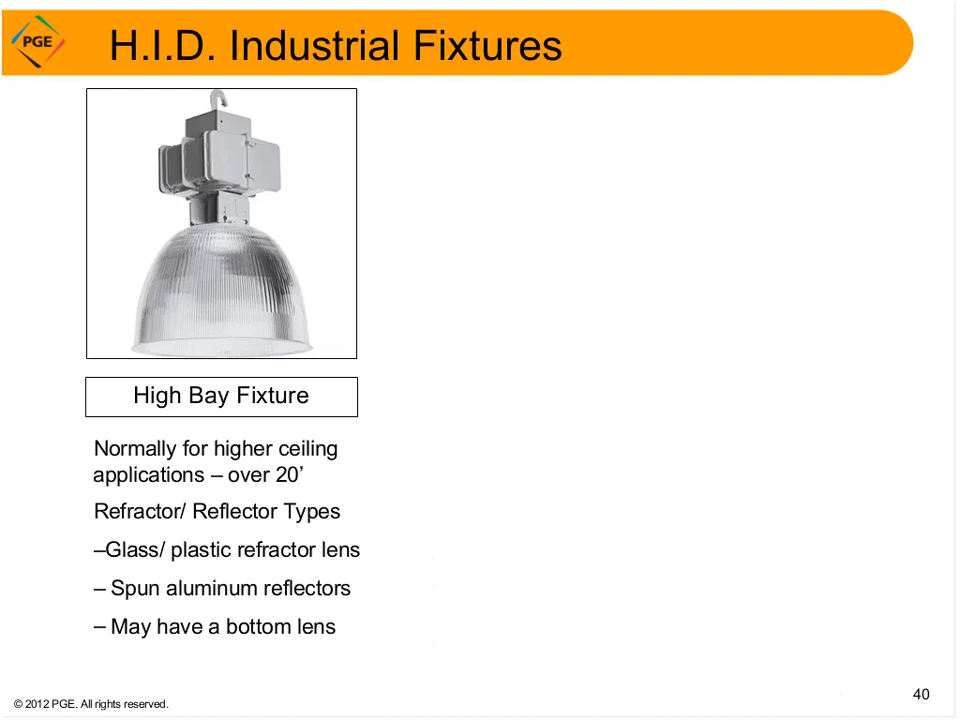 PGE
H.I.D. Industrial Fixtures
High Bay Fixture
Normally for higher ceiling
applications – over 20’
Refractor/ Reflector Types
–Glass/ plastic refractor lens
– Spun aluminum reflectors
– May have a bottom lens
© 2012 PGE. All rights reserved.
40